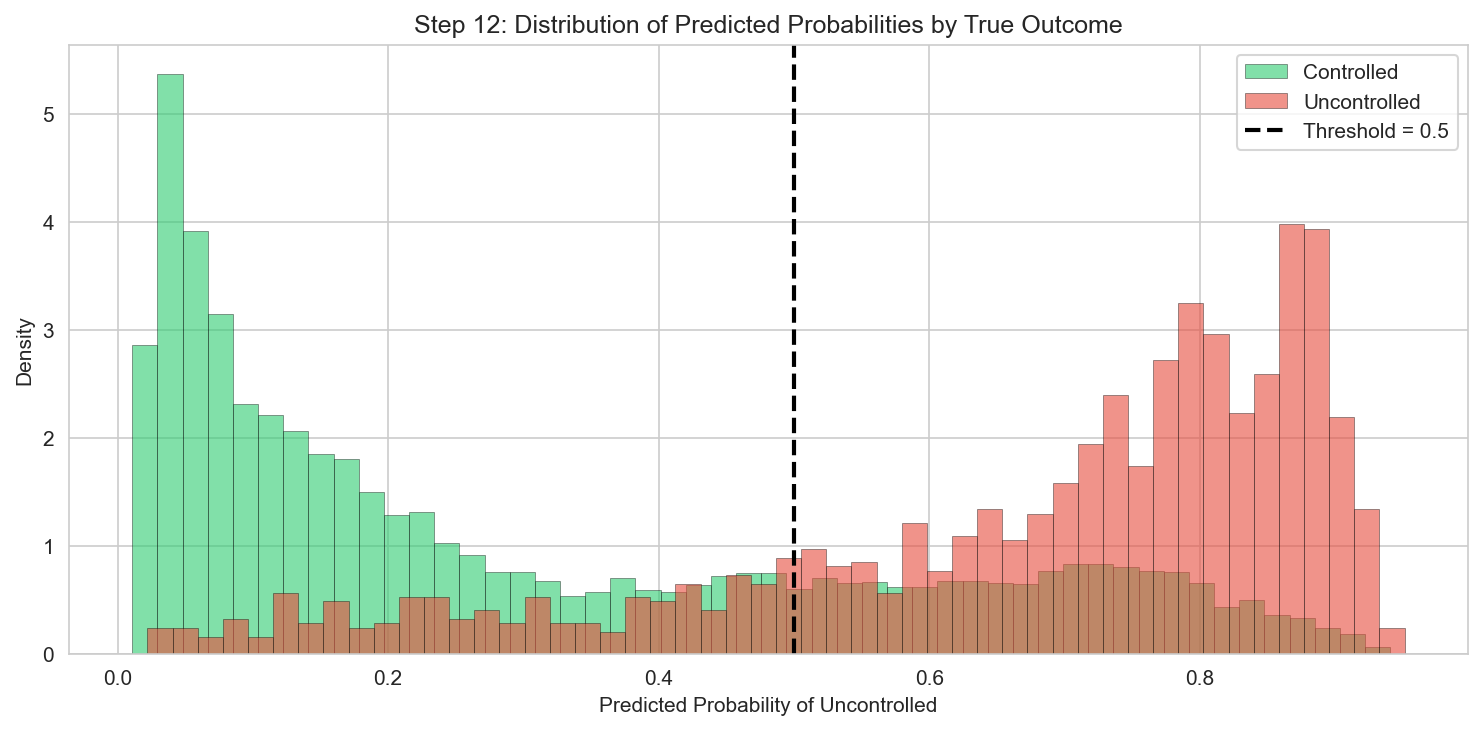 Step 12: Distribution of Predicted Probabilities by True Outcome
Controlled
Uncontrolled
Threshold = 0.5
Density
5
4
3
2
1
0
0.0 0.2 0.4 0.6 0.8
Predicted Probability of Uncontrolled